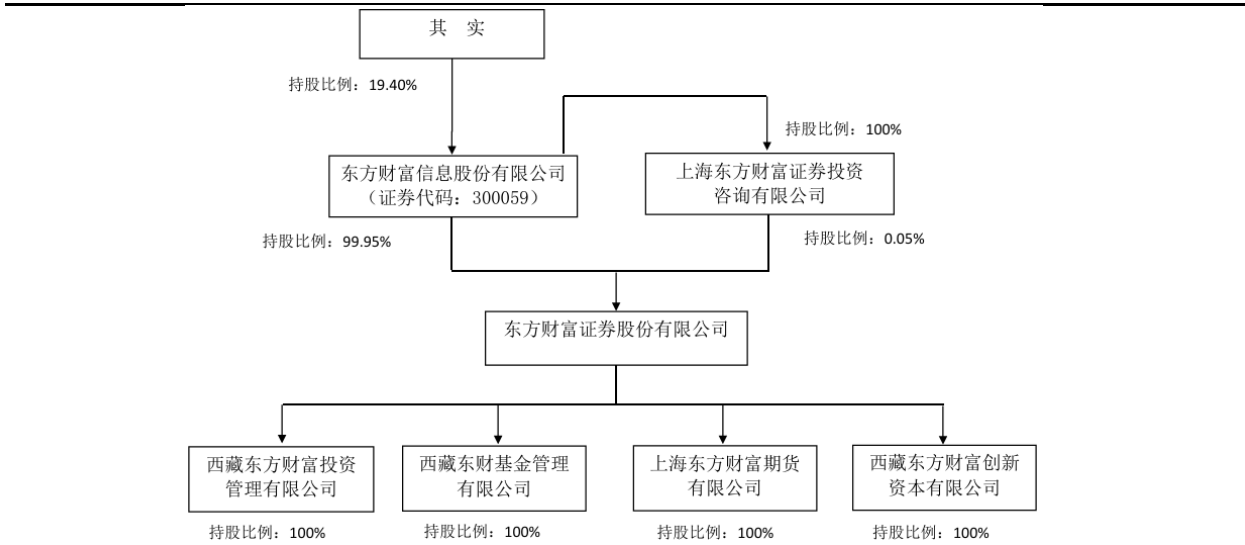 其 实
持股比例：19.40%
持股比例：100%
东方财富信息股份有限公司
（证券代码：300059）
上海东方财富证券投资
咨询有限公司
持股比例：99.95%
持股比例：0.05%
东方财富证券股份有限公司
西藏东方财富投资
管理有限公司
西藏东财基金管理
有限公司
上海东方财富期货
有限公司
西藏东方财富创新
资本有限公司
持股比例：100%
持股比例：100%
持股比例：100%
持股比例：100%